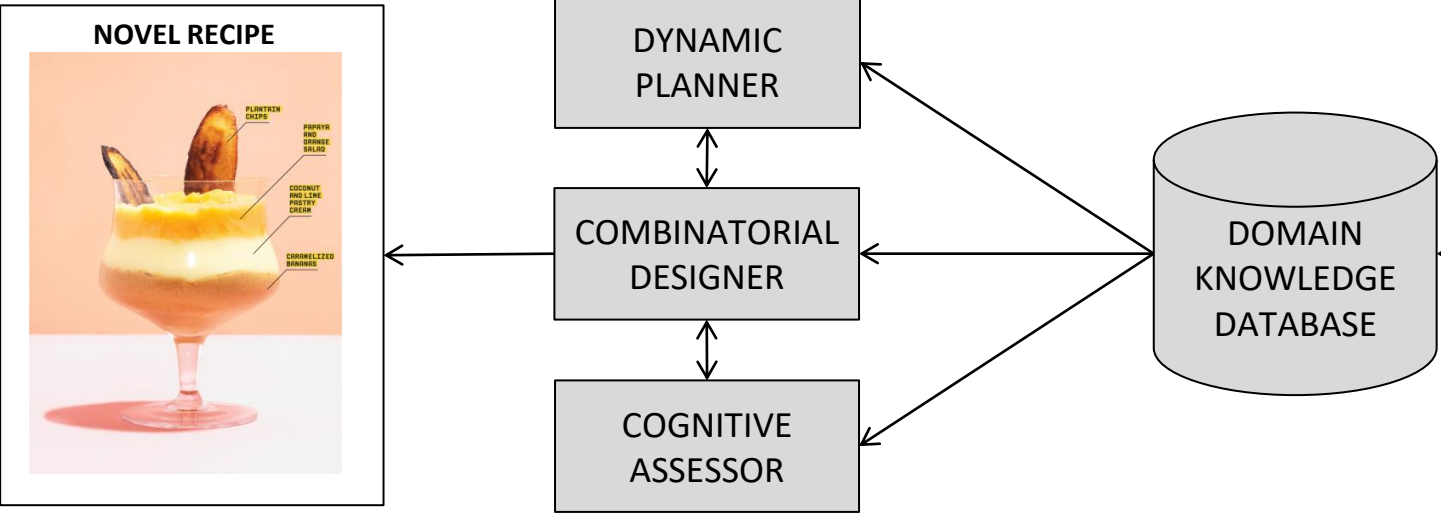 NOVEL RECIPE
PLANTAIN
CHIPS
PAPAYA
AND
ORANGE
SALAD
COCONUT
AND LIME
PASTRY
CREAM
CARAMELIZED
BANANAS
DYNAMIC
PLANNER
COMBINATORIAL
DESIGNER
COGNITIVE
ASSESSOR
DOMAIN
KNOWLEDGE
DATABASE